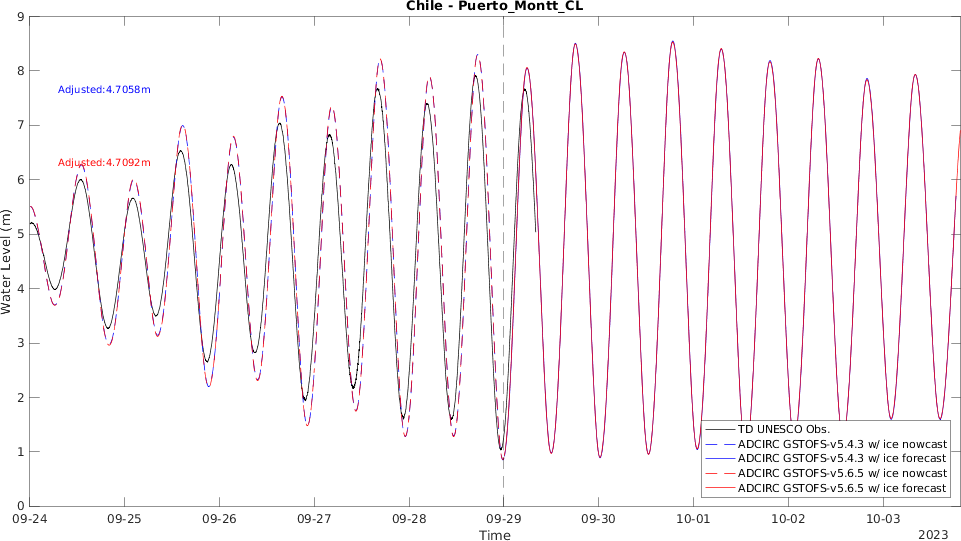 Chile - Puerto_Montt_CL
9
8
7
6
5
4
3
2
1
0
Water Level (m)
Adjusted:4.7058m
Adjusted:4.7092m
TD UNESCO Obs.
ADCIRC GSTOFS-v5.4.3 w/ ice nowcast
ADCIRC GSTOFS-v5.4.3 w/ ice forecast
ADCIRC GSTOFS-v5.6.5 w/ ice nowcast
ADCIRC GSTOFS-v5.6.5 w/ ice forecast
09-24 09-25 09-26 09-27 09-28 09-29 09-30 10-01 10-02 10-03
Time
2023